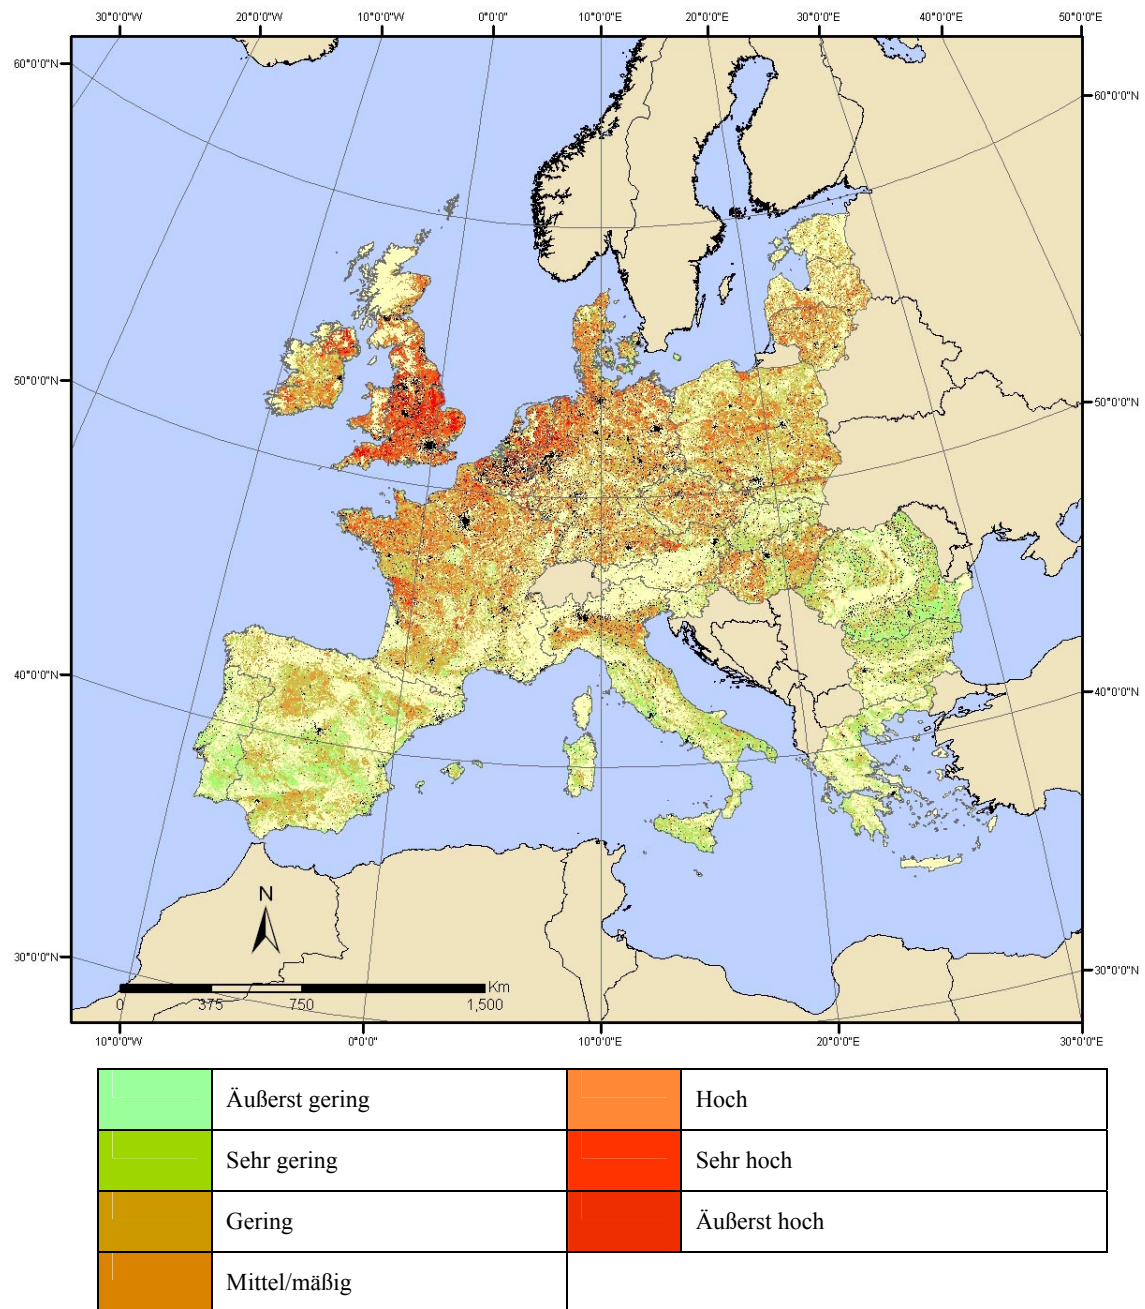 30°0'0"W 20°0'0"W 10°0'0"W 0°0'0" 10°0'0"E 20°0'0"E 30°0'0"E 40°0'0"E 50°0'0"E
60°0'0"N 60°0'0"N
50°0'0"N 50°0'0"N
40°0'0"N 40°0'0"N
N
30°0'0"N 30°0'0"N
Km
0 375 750 1,500
10°0'0"W 0°0'0" 10°0'0"E 20°0'0"E 30°0'0"E
Äußerst gering Hoch
Sehr gering Sehr hoch
Gering Äußerst hoch
Mittel/mäßig